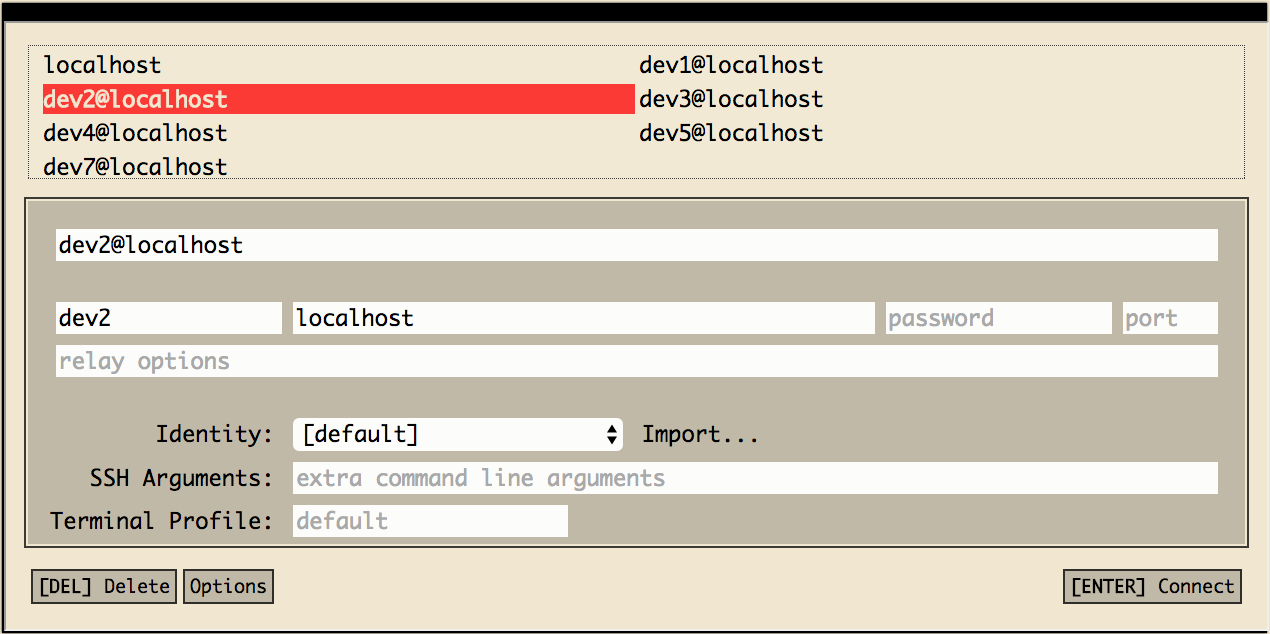 localhost dev1@localhost
dev2@localhost dev3@localhost
dev4@localhost dev5@localhost
dev7@localhost
dev2@localhost
dev2 localhost password port
relay options
Identity: [default] Import...
SSH Arguments: extra command line arguments
Terminal Profile: default
[DEL] Delete Options [ENTER] Connect